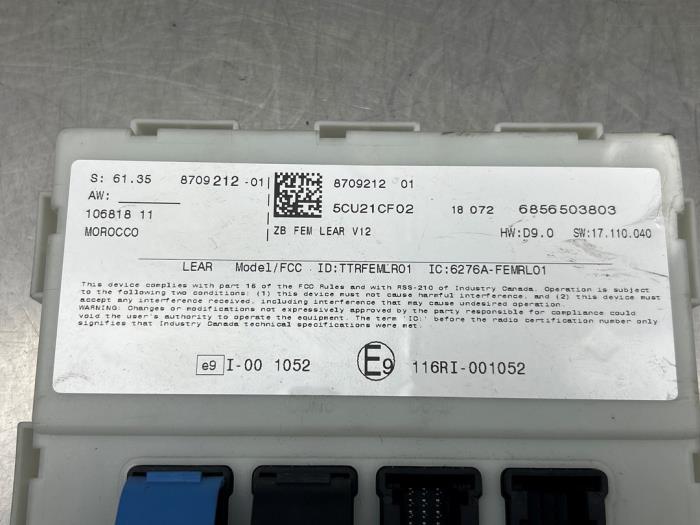 S: 61.35 8709212 -01 8709212 01
AW: 5CU21CF02 18 072 6856503803
106818 11
MOROCCO ZB FEM LEAR V12 HW:D9.0 SW:17.110.040
LEAR Model/FCC ID:TTRFEMLR01 IC:6276A-FEMRL01
This device complies with part 15 of the FCC Rules and with RSS-210 of Industry Canada. Operation is subject
to the following two conditions: (1) this device must not cause harmful interference, and (2) this device must
accept any interference received, including interference that may cause undesired operation.
WARNING: Changes or modifications not expressively approved by the party responsible for compliance could
void the user's authority to operate the equipment. The term 'ID:' before the radio certification number only
signifies that Industry Canada technical specifications were met.
e9 I-00 1052 E9 116RI-001052